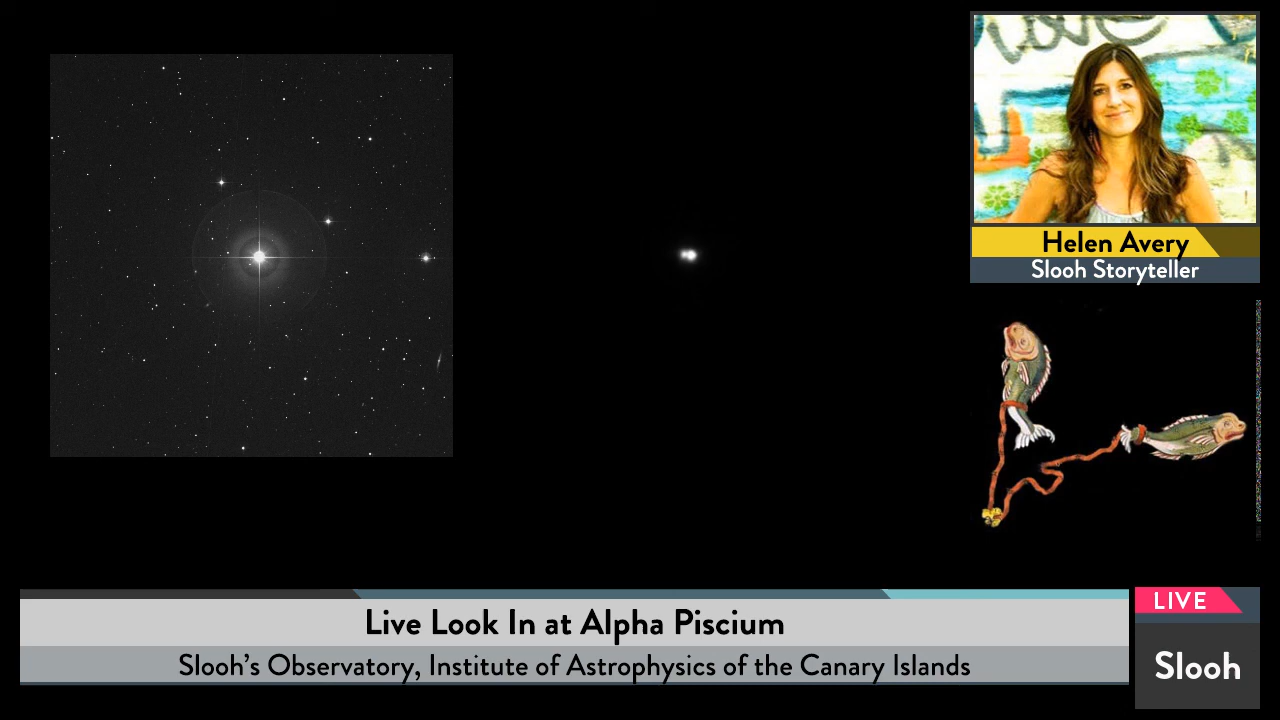 Helen Avery
Slooh Storyteller
Live Look In at Alpha Piscium
Slooh's Observatory, Institute of Astrophysics of the Canary Islands
LIVE
Slooh